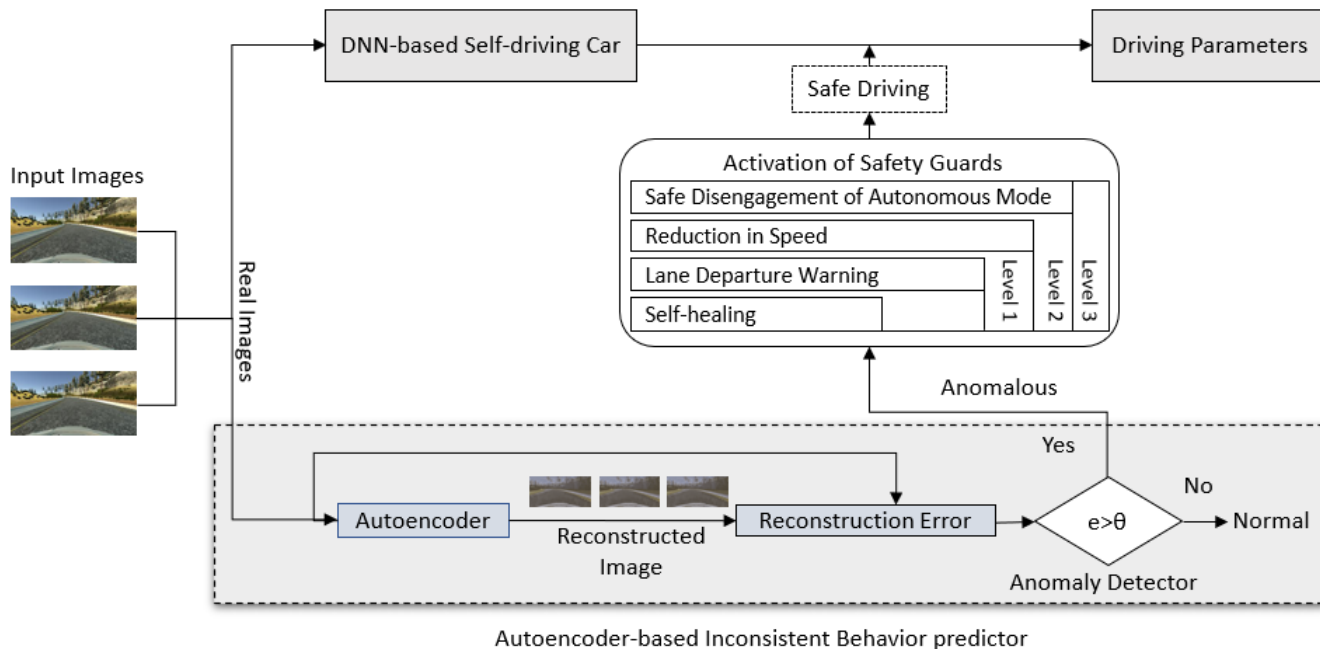 DNN-based Self-driving Car
Driving Parameters
Safe Driving
Activation of Safety Guards
Safe Disengagement of Autonomous Mode
Reduction in Speed
Lane Departure Warning
Self-healing
Level 1
Level 2
Level 3
Input Images
Real Images
Anomalous
Yes
No
Autoencoder
Reconstructed
Image
Reconstruction Error
e>θ
Normal
Anomaly Detector
Autoencoder-based Inconsistent Behavior predictor